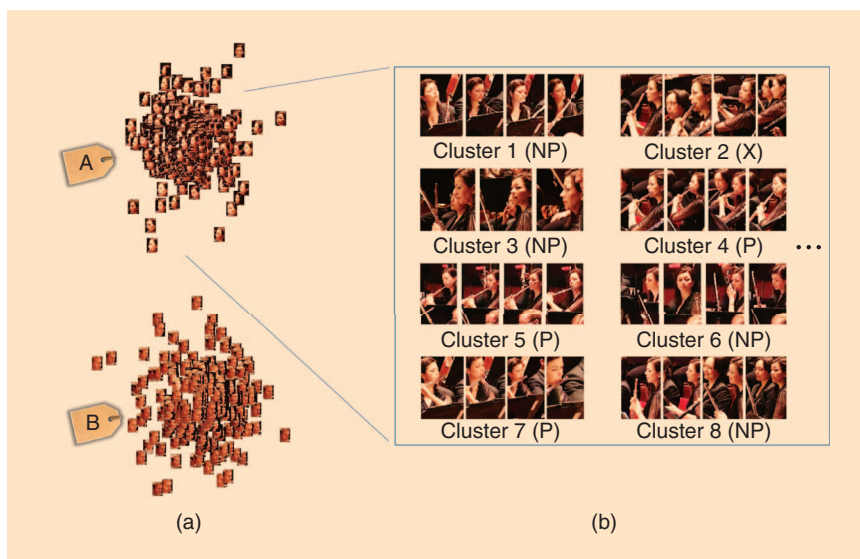 A
B
(a)
Cluster 1 (NP)
Cluster 2 (X)
Cluster 3 (NP)
Cluster 4 (P)
...
Cluster 5 (P)
Cluster 6 (NP)
Cluster 7 (P)
Cluster 8 (NP)
(b)